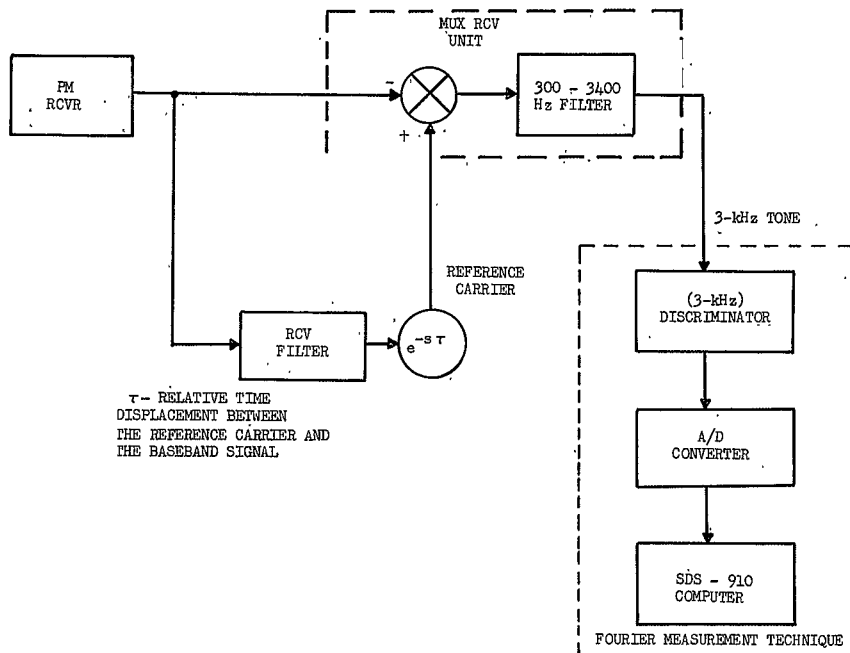 MUX RCV
UNIT
PM
RCVR
-
+
300 - 3400
Hz FILTER
3-kHz TONE
REFERENCE
CARRIER
RCV
FILTER
e-sτ
τ- RELATIVE TIME
DISPLACEMENT BETWEEN
THE REFERENCE CARRIER AND
THE BASEBAND SIGNAL
(3-kHz)
DISCRIMINATOR
A/D
CONVERTER
SDS - 910
COMPUTER
FOURIER MEASUREMENT TECHNIQUE